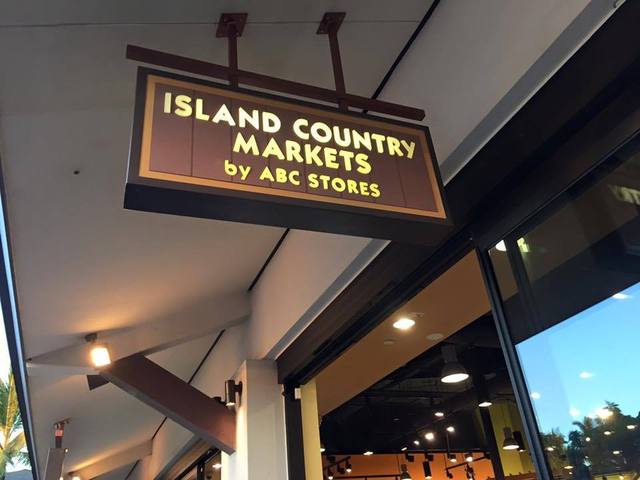 ISLAND COUNTRY
MARKETS
by ABC STORES